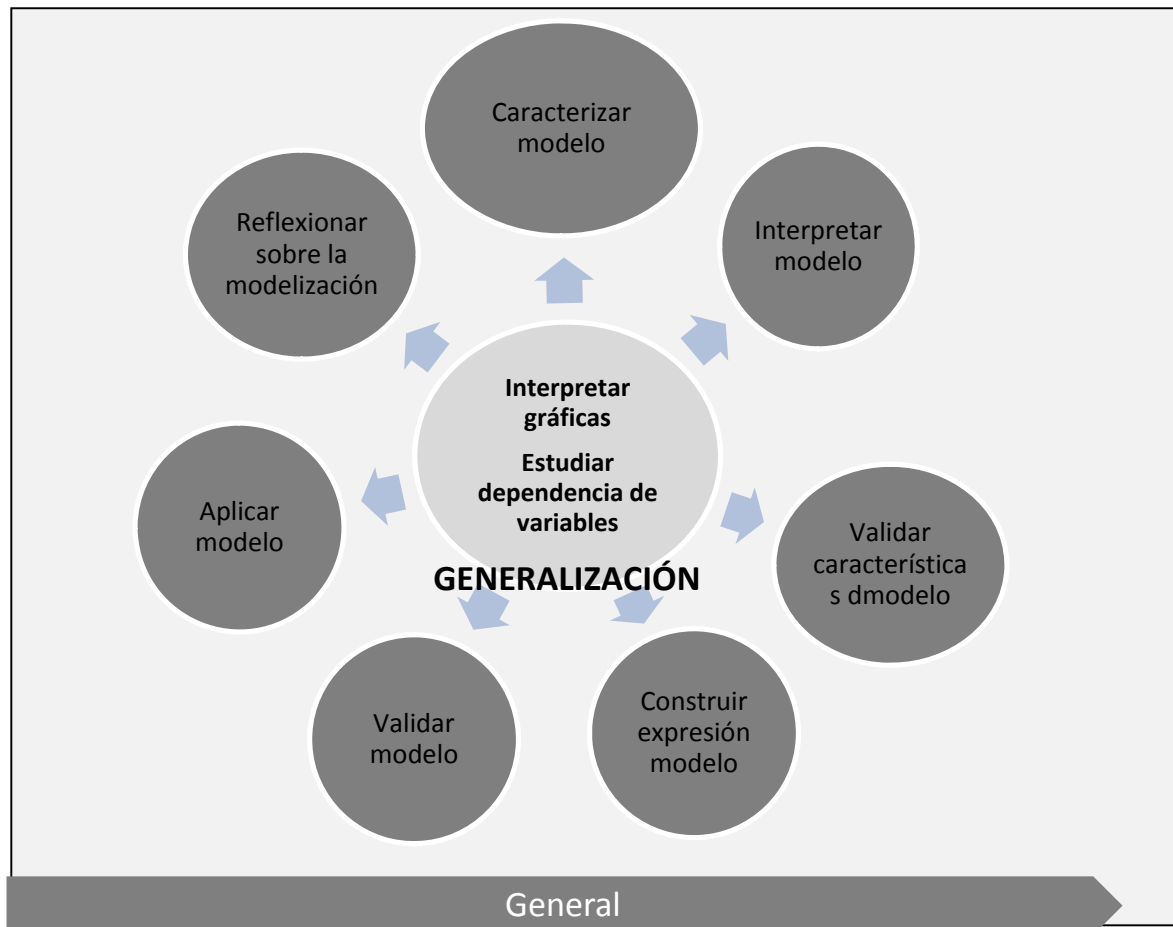 Caracterizar
modelo
Interpretar
modelo
Validar
característica
s dmodelo
Construir
expresión
modelo
Validar
modelo
Aplicar
modelo
Reflexionar
sobre la
modelización
Interpretar
gráficas
Estudiar
dependencia de
variables
GENERALIZACIÓN
General